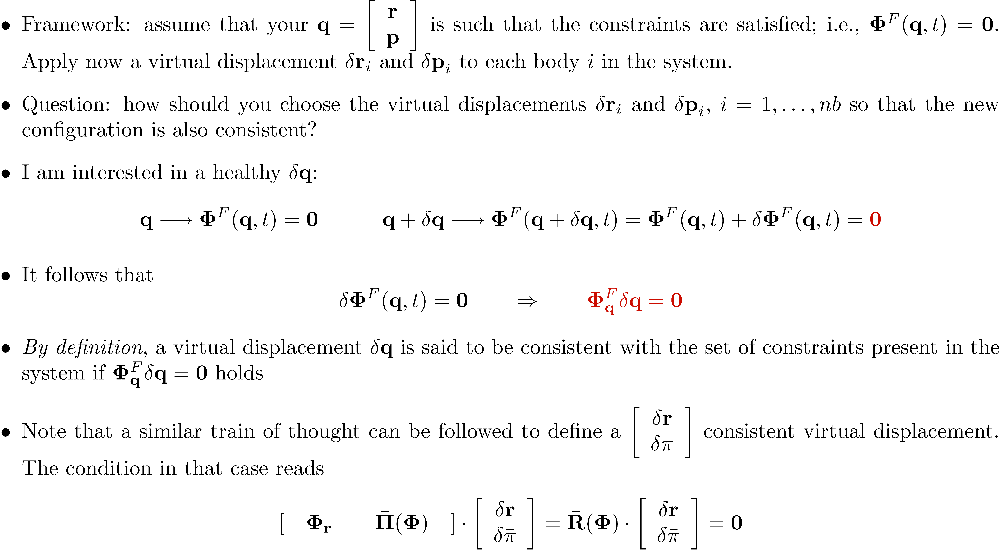 • Framework: assume that your $\mathbf{q} = \begin{bmatrix} \mathbf{r} \\ \mathbf{p} \end{bmatrix}$ is such that the constraints are satisfied; i.e., $\mathbf{\Phi}^F(\mathbf{q}, t) = \mathbf{0}$.
Apply now a virtual displacement $\delta\mathbf{r}_i$ and $\delta\mathbf{p}_i$ to each body $i$ in the system.
• Question: how should you choose the virtual displacements $\delta\mathbf{r}_i$ and $\delta\mathbf{p}_i$, $i = 1, \ldots, nb$ so that the new
configuration is also consistent?
• I am interested in a healthy $\delta\mathbf{q}$:
$\mathbf{q} \longrightarrow \mathbf{\Phi}^F(\mathbf{q}, t) = \mathbf{0} \qquad \mathbf{q} + \delta\mathbf{q} \longrightarrow \mathbf{\Phi}^F(\mathbf{q} + \delta\mathbf{q}, t) = \mathbf{\Phi}^F(\mathbf{q}, t) + \delta\mathbf{\Phi}^F(\mathbf{q}, t) = \mathbf{0}$
• It follows that
$\delta\mathbf{\Phi}^F(\mathbf{q}, t) = \mathbf{0} \qquad \Rightarrow \qquad \mathbf{\Phi}^F_{\mathbf{q}} \delta\mathbf{q} = \mathbf{0}$
• By definition, a virtual displacement $\delta\mathbf{q}$ is said to be consistent with the set of constraints present in the
system if $\mathbf{\Phi}^F_{\mathbf{q}} \delta\mathbf{q} = \mathbf{0}$ holds
• Note that a similar train of thought can be followed to define a $\begin{bmatrix} \delta\mathbf{r} \\ \delta\bar{\pi} \end{bmatrix}$ consistent virtual displacement.
The condition in that case reads
$[ \quad \mathbf{\Phi}_{\mathbf{r}} \quad \bar{\mathbf{\Pi}}(\mathbf{\Phi}) \quad ] \cdot \begin{bmatrix} \delta\mathbf{r} \\ \delta\bar{\pi} \end{bmatrix} = \bar{\mathbf{R}}(\mathbf{\Phi}) \cdot \begin{bmatrix} \delta\mathbf{r} \\ \delta\bar{\pi} \end{bmatrix} = \mathbf{0}$